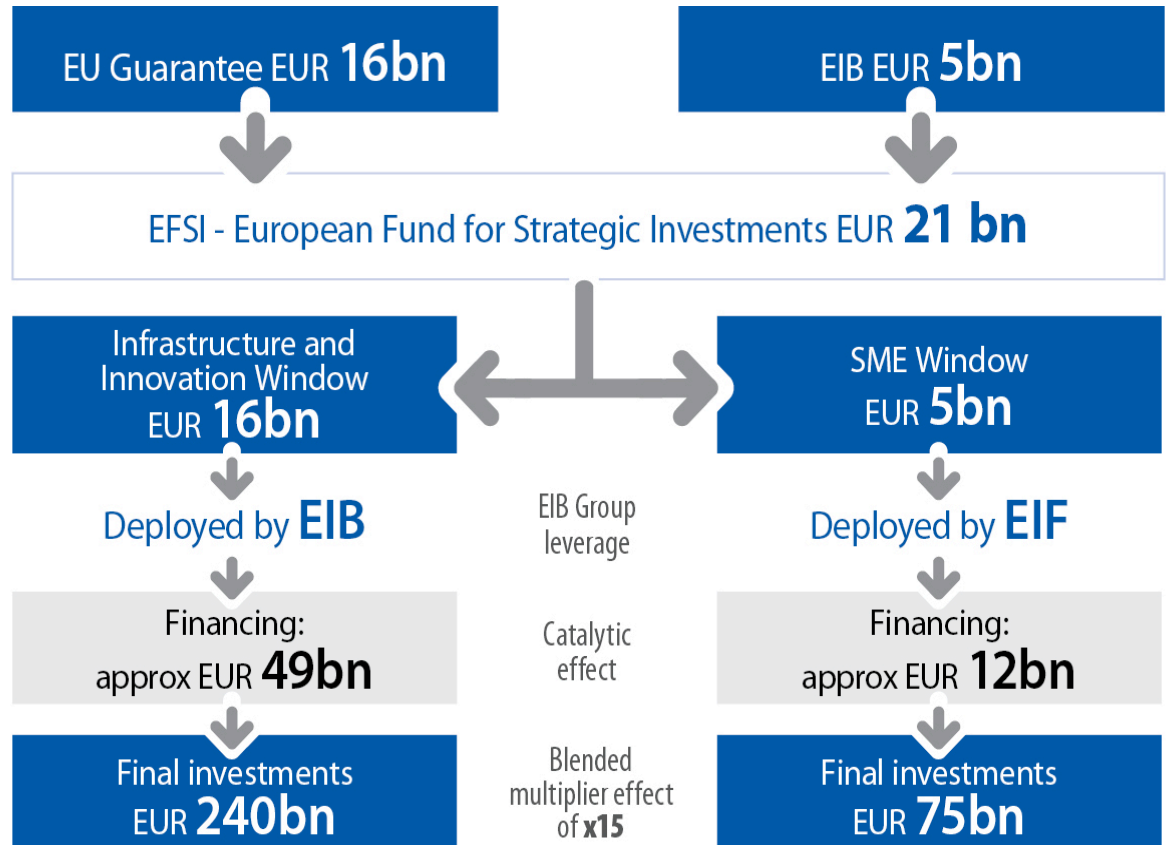 EU Guarantee EUR 16bn
EIB EUR 5bn
EFSI - European Fund for Strategic Investments EUR 21 bn
Infrastructure and
Innovation Window
EUR 16bn
SME Window
EUR 5bn
Deployed by EIB
EIB Group
leverage
Deployed by EIF
Financing:
approx EUR 49bn
Catalytic
effect
Financing:
approx EUR 12bn
Final investments
EUR 240bn
Blended
multiplier effect
of x15
Final investments
EUR 75bn